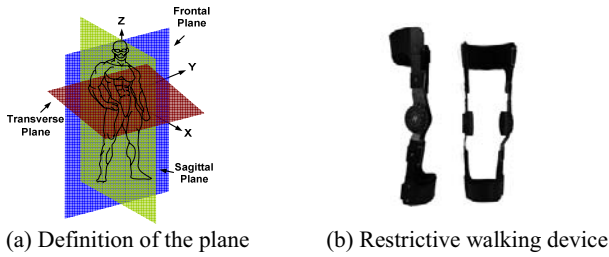 Frontal
Plane
Z
Y
X
Transverse
Plane
Sagittal
Plane
(a) Definition of the plane
(b) Restrictive walking device